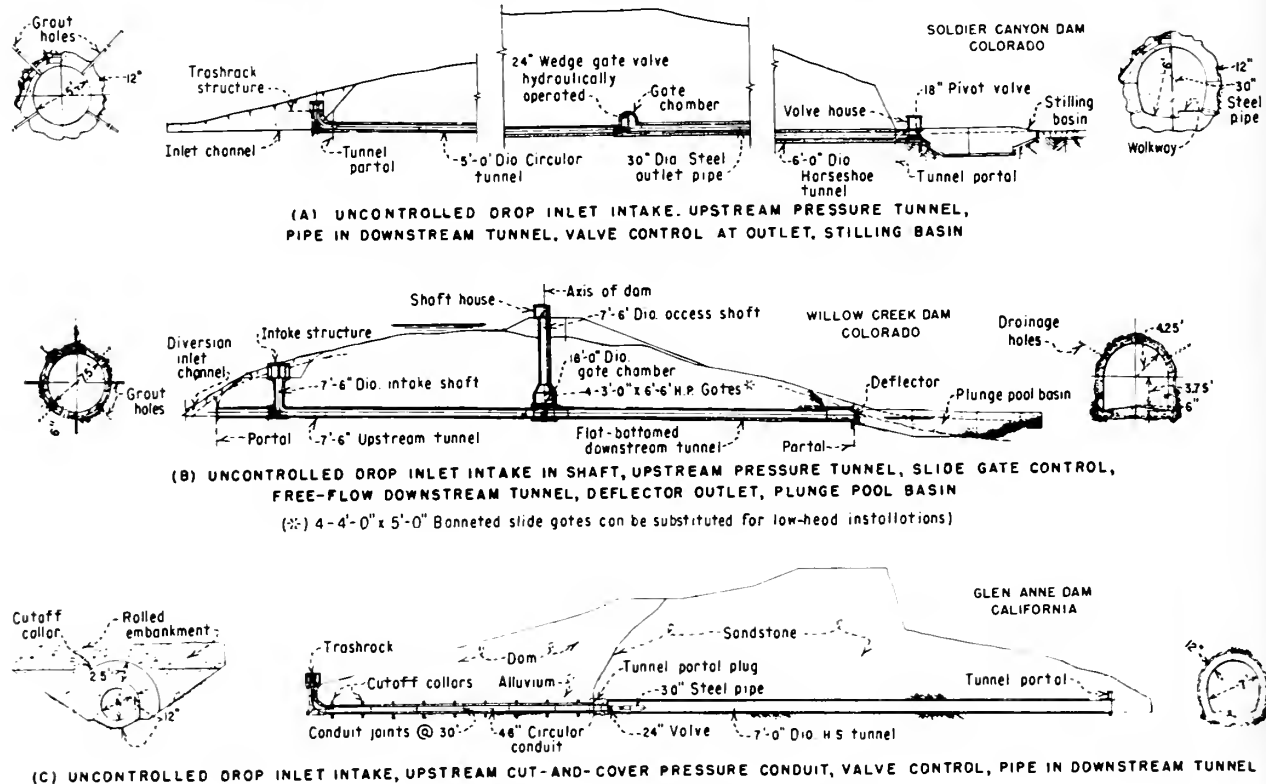 SOLDIER CANYON DAM
COLORADO
Grout
holes
12"
Trashrack
structure
24" Wedge gate valve
hydraulically
operated
Gate
chamber
Valve house
18" Pivot valve
Stilling
basin
12"
30"
Steel
pipe
Walkway
Inlet channel
Tunnel
portal
5'-0" Dia Circular
tunnel
30" Dia Steel
outlet pipe
6'-0" Dia
Horseshoe
tunnel
Tunnel portal
(A) UNCONTROLLED DROP INLET INTAKE. UPSTREAM PRESSURE TUNNEL,
PIPE IN DOWNSTREAM TUNNEL, VALVE CONTROL AT OUTLET, STILLING BASIN
WILLOW CREEK DAM
COLORADO
Shaft house
Axis of dam
7'-6' Dia. access shaft
Diversion
inlet
channel
Intake structure
7'-6" Dia. intake shaft
18'-0" Dio.
gate chamber
4-3'-0" x 6'-6' H.P. Gates
Grout
holes
6"
Portal
7'-6" Upstream tunnel
Flat-bottomed
downstream tunnel
Portal
Deflector
Plunge pool basin
Drainage
holes
4.25'
3.75'
6"
(B) UNCONTROLLED DROP INLET INTAKE IN SHAFT, UPSTREAM PRESSURE TUNNEL, SLIDE GATE CONTROL,
FREE-FLOW DOWNSTREAM TUNNEL, DEFLECTOR OUTLET, PLUNGE POOL BASIN
(※) 4-4'-0" x 5'-0" Bonneted slide gates can be substituted for low-head installations)
GLEN ANNE DAM
CALIFORNIA
Cutoff
collar
Rolled
embankment
2.5'
12"
Trashrack
Cutoff collars
Dam
Alluvium
Sandstone
Tunnel portal plug
30" Steel pipe
Tunnel portal
12"
7'
Conduit joints @ 30'
46" Circular
conduit
24" Valve
7'-0" Dia. H.S tunnel
(C) UNCONTROLLED DROP INLET INTAKE, UPSTREAM CUT-AND-COVER PRESSURE CONDUIT, VALVE CONTROL, PIPE IN DOWNSTREAM TUNNEL